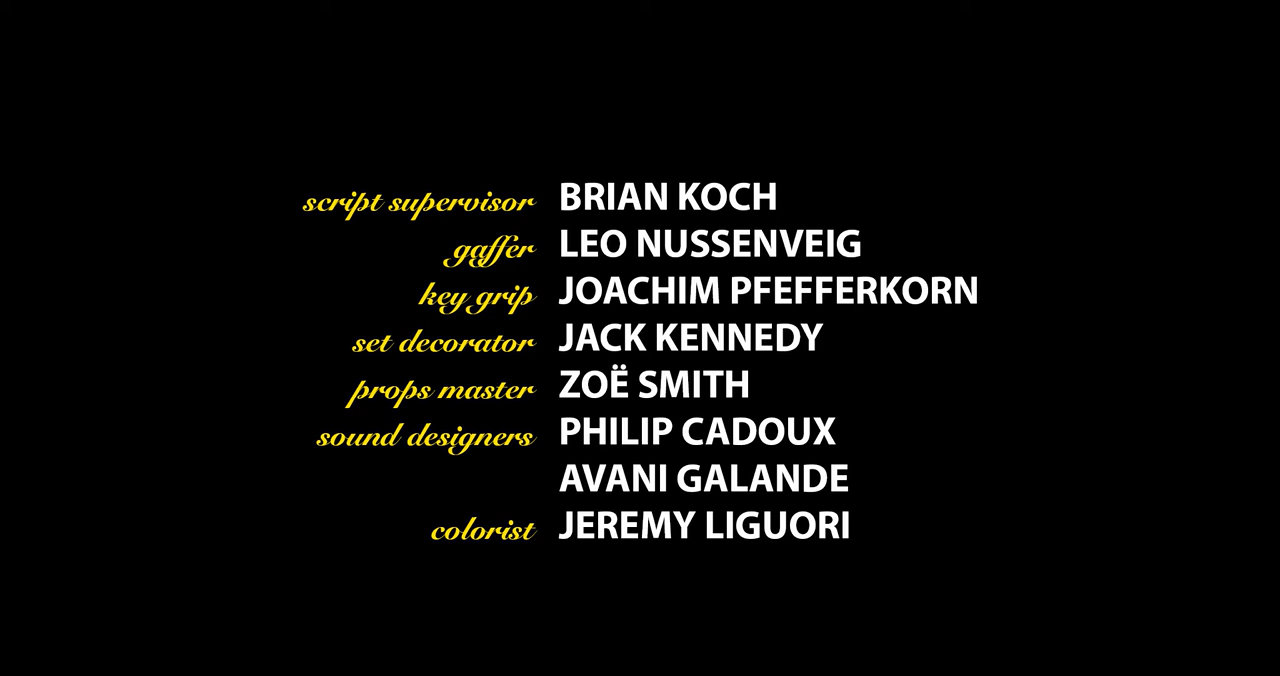 script supervisor BRIAN KOCH
gaffer LEO NUSSENVEIG
key grip JOACHIM PFEFFERKORN
set decorator JACK KENNEDY
props master ZOË SMITH
sound designers PHILIP CADOUX
AVANI GALANDE
colorist JEREMY LIGUORI